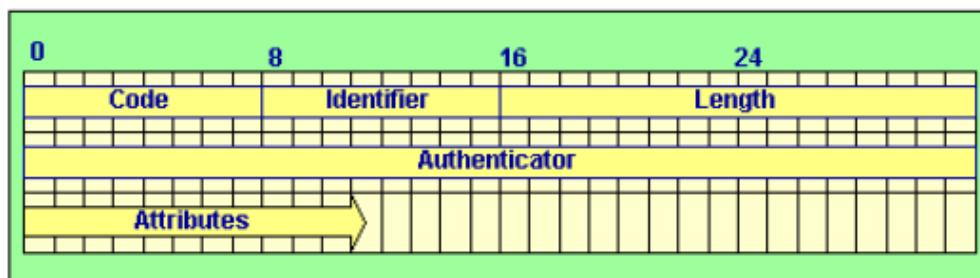 0 8 16 24
Code Identifier Length
Authenticator
Attributes